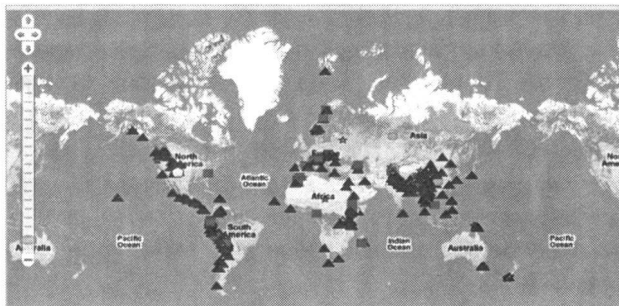 Asia
North
America
Atlantic
Ocean
Africa
Pacific
Ocean
South
America
Indian
Ocean
Australia
Pacific
Ocean
Australia